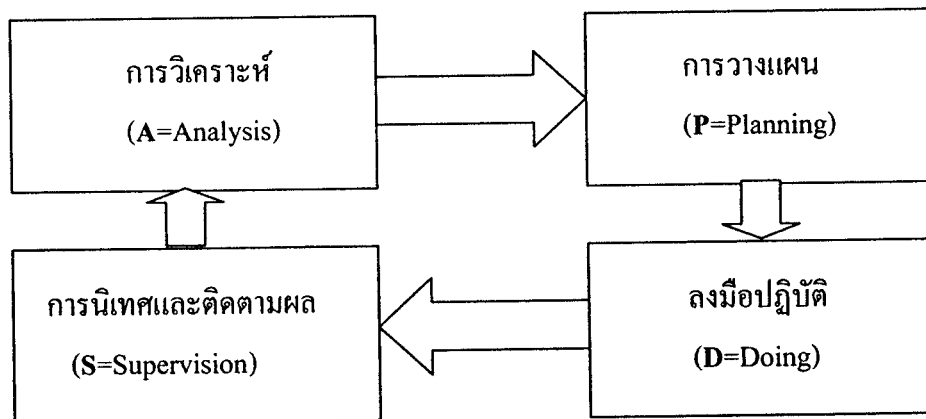 การวิเคราะห์
(A=Analysis)
การวางแผน
(P=Planning)
การนิเทศและติดตามผล
(S=Supervision)
ลงมือปฏิบัติ
(D=Doing)